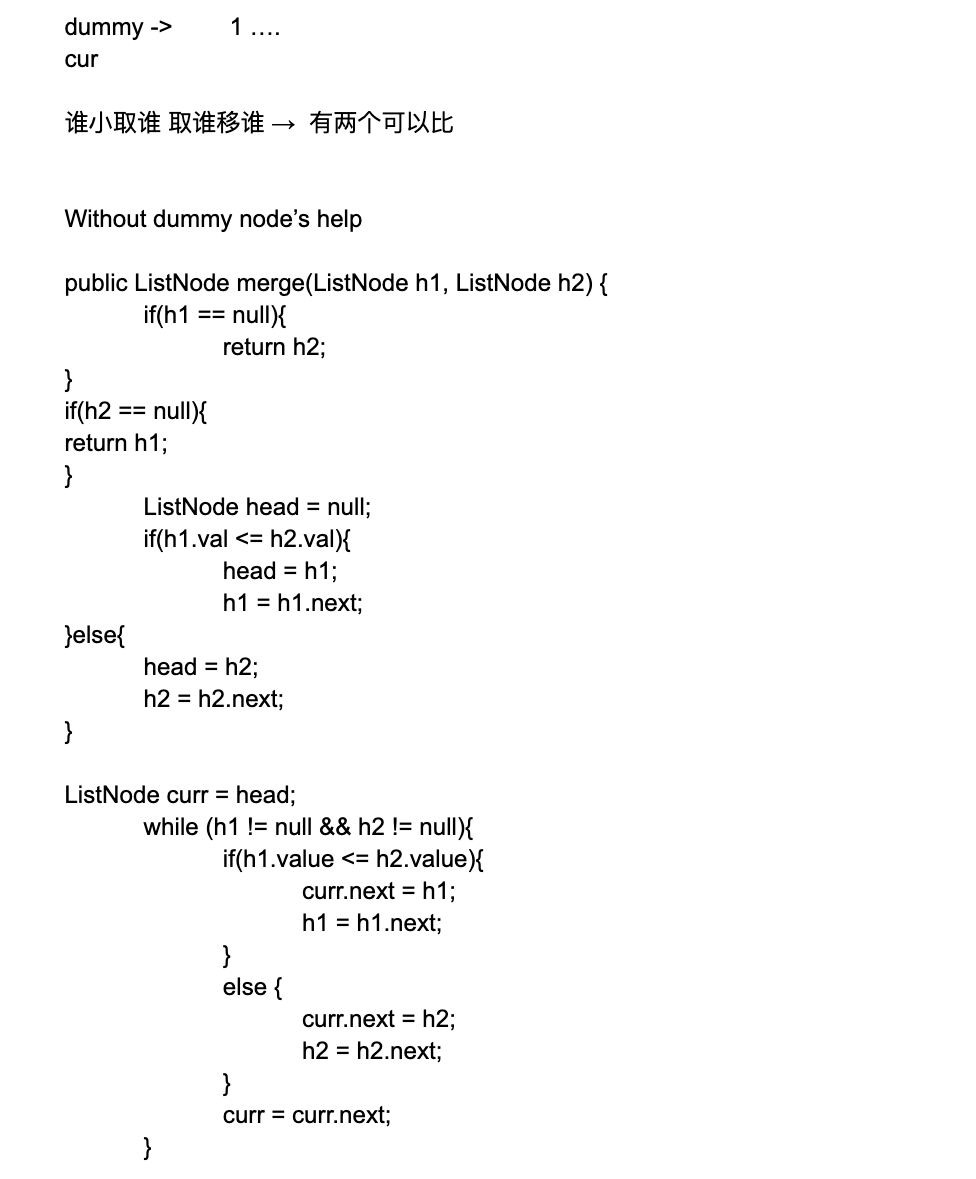 dummy -> 1 ….
cur
谁小取谁 取谁移谁 → 有两个可以比
Without dummy node’s help
public ListNode merge(ListNode h1, ListNode h2) {
if(h1 == null){
return h2;
}
if(h2 == null){
return h1;
}
ListNode head = null;
if(h1.val <= h2.val){
head = h1;
h1 = h1.next;
}else{
head = h2;
h2 = h2.next;
}
ListNode curr = head;
while (h1 != null && h2 != null){
if(h1.value <= h2.value){
curr.next = h1;
h1 = h1.next;
}
else {
curr.next = h2;
h2 = h2.next;
}
curr = curr.next;
}